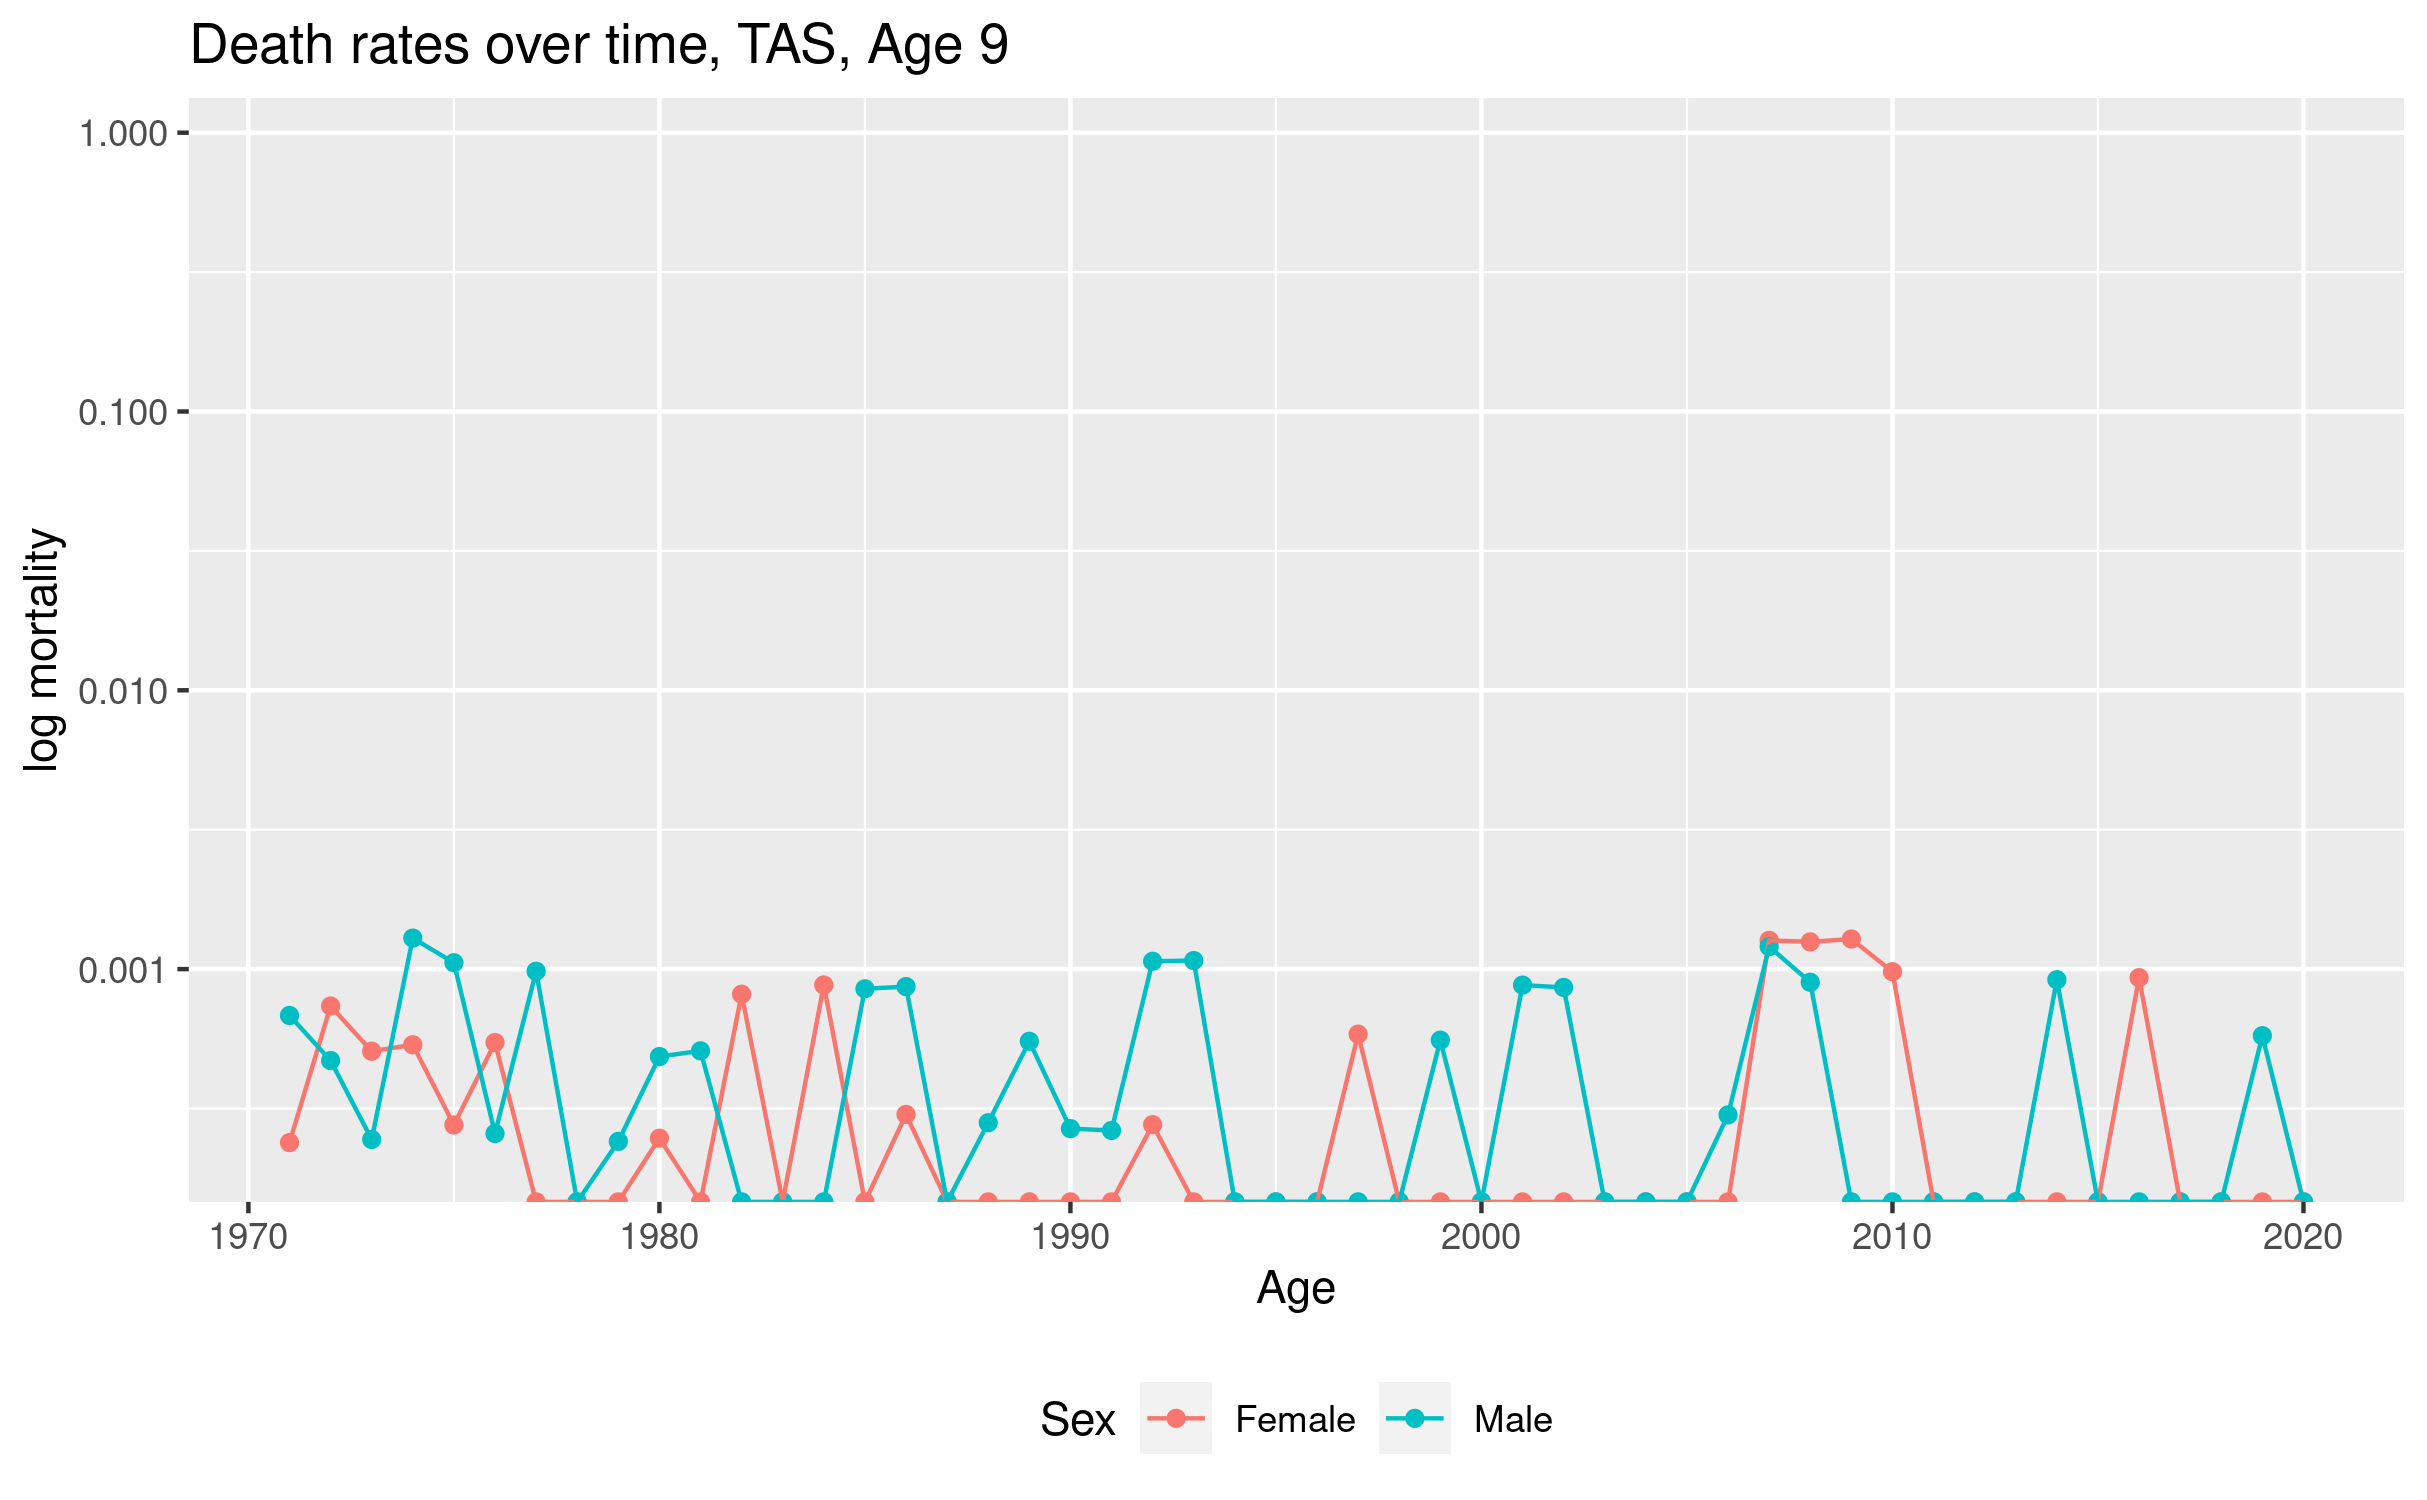 Death rates over time, TAS, Age 9
log mortality
1.000
0.100
0.010
0.001
1970 1980 1990 2000 2010 2020
Age
Sex Female Male